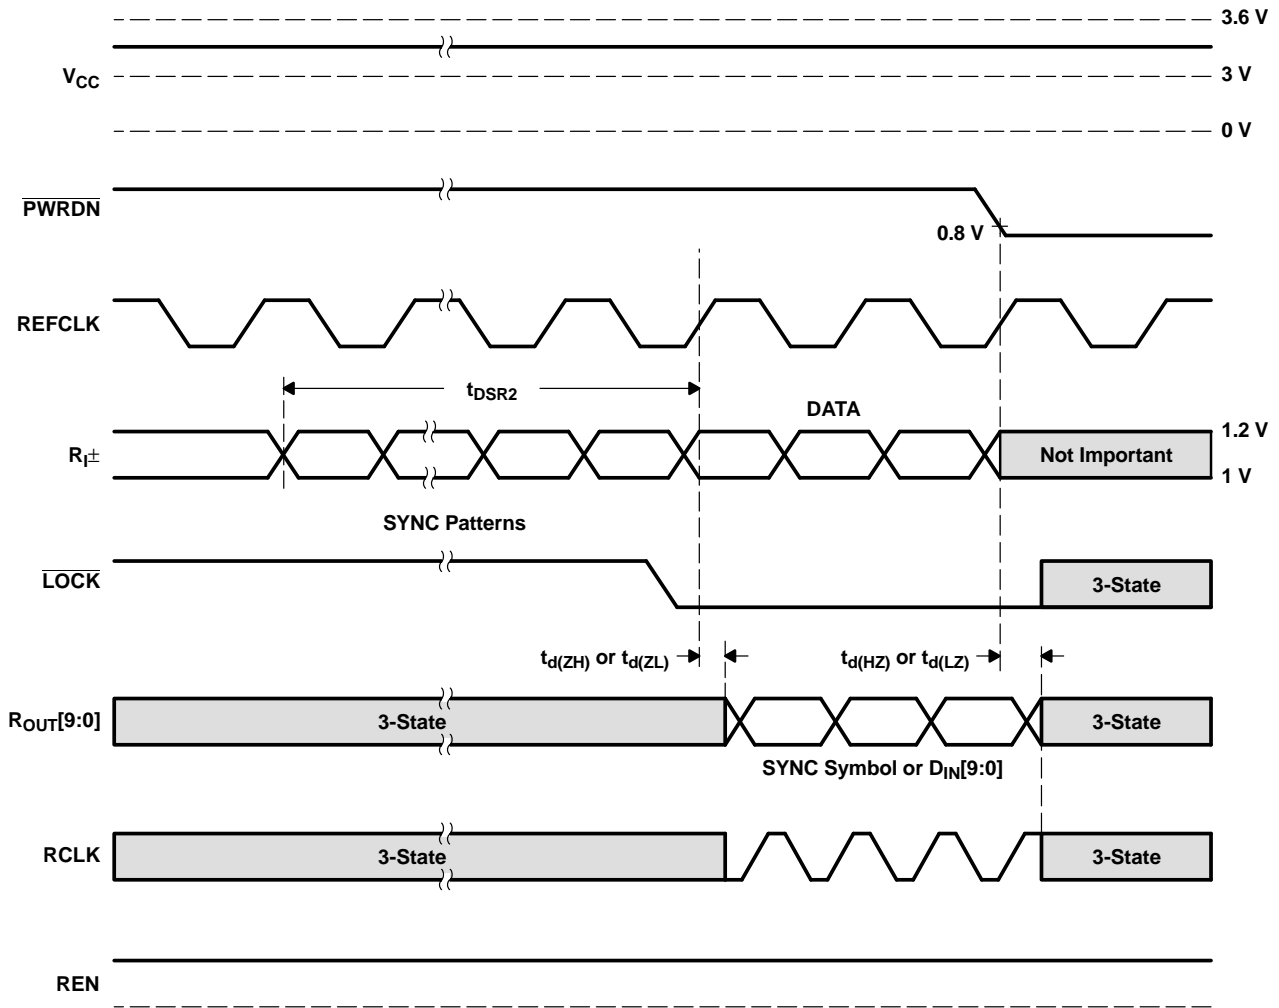 3.6 V
VCC
3 V
0 V
PWRDN
0.8 V
REFCLK
tDSR2
DATA
RI±
1.2 V
Not Important
1 V
SYNC Patterns
LOCK
3-State
td(ZH) or td(ZL)
td(HZ) or td(LZ)
ROUT[9:0]
3-State
3-State
SYNC Symbol or DIN[9:0]
RCLK
3-State
3-State
REN